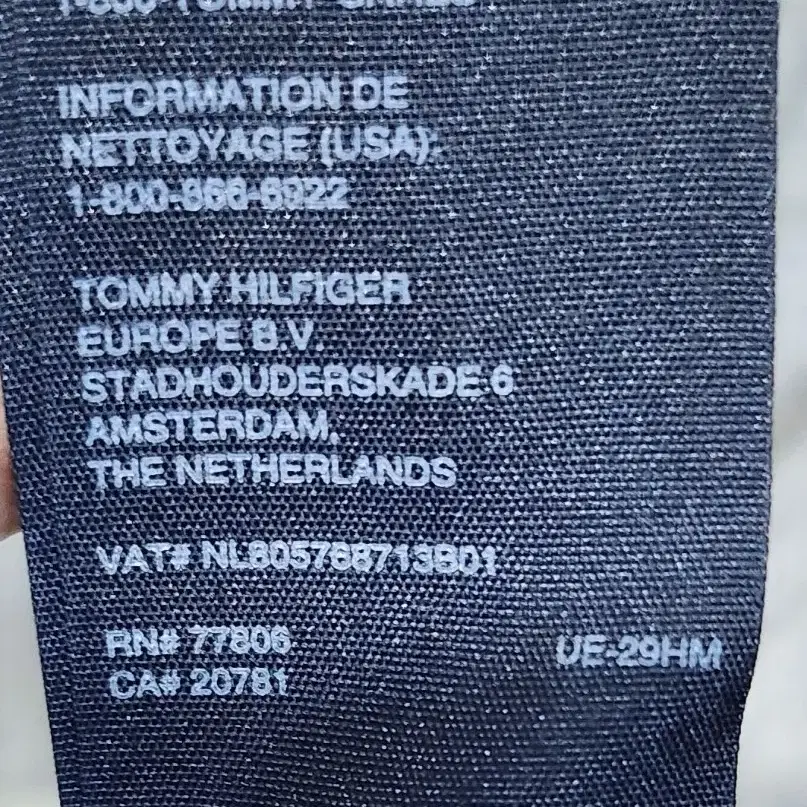 INFORMATION DE
NETTOYAGE (USA):
1-800-866-6922
TOMMY HILFIGER
EUROPE B.V.
STADHOUDERSKADE 6
AMSTERDAM,
THE NETHERLANDS
VAT# NL805768713B01
RN# 77806
CA# 20781
UE-29HM